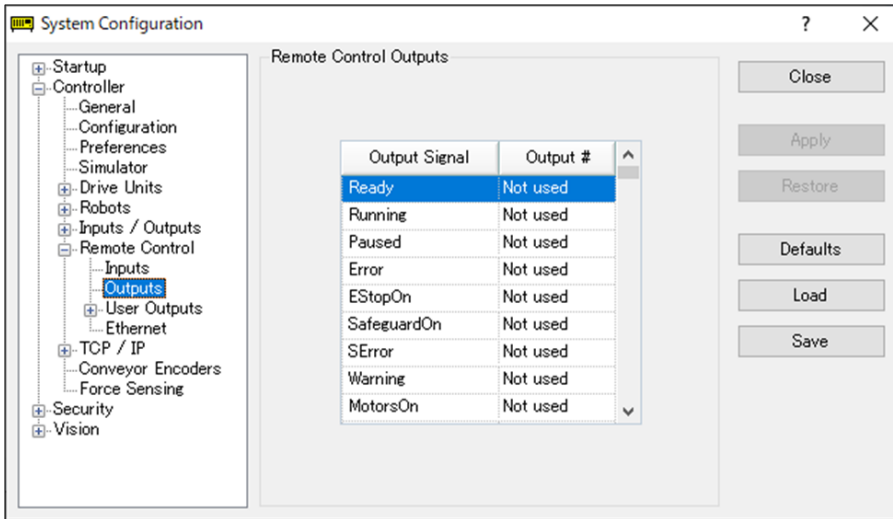 System Configuration
Startup
Controller
General
Configuration
Preferences
Simulator
Drive Units
Robots
Inputs / Outputs
Remote Control
Inputs
Outputs
User Outputs
Ethernet
TCP / IP
Conveyor Encoders
Force Sensing
Security
Vision
Remote Control Outputs
Output Signal Output #
Ready Not used
Running Not used
Paused Not used
Error Not used
EStopOn Not used
SafeguardOn Not used
SError Not used
Warning Not used
MotorsOn Not used
Close
Apply
Restore
Defaults
Load
Save